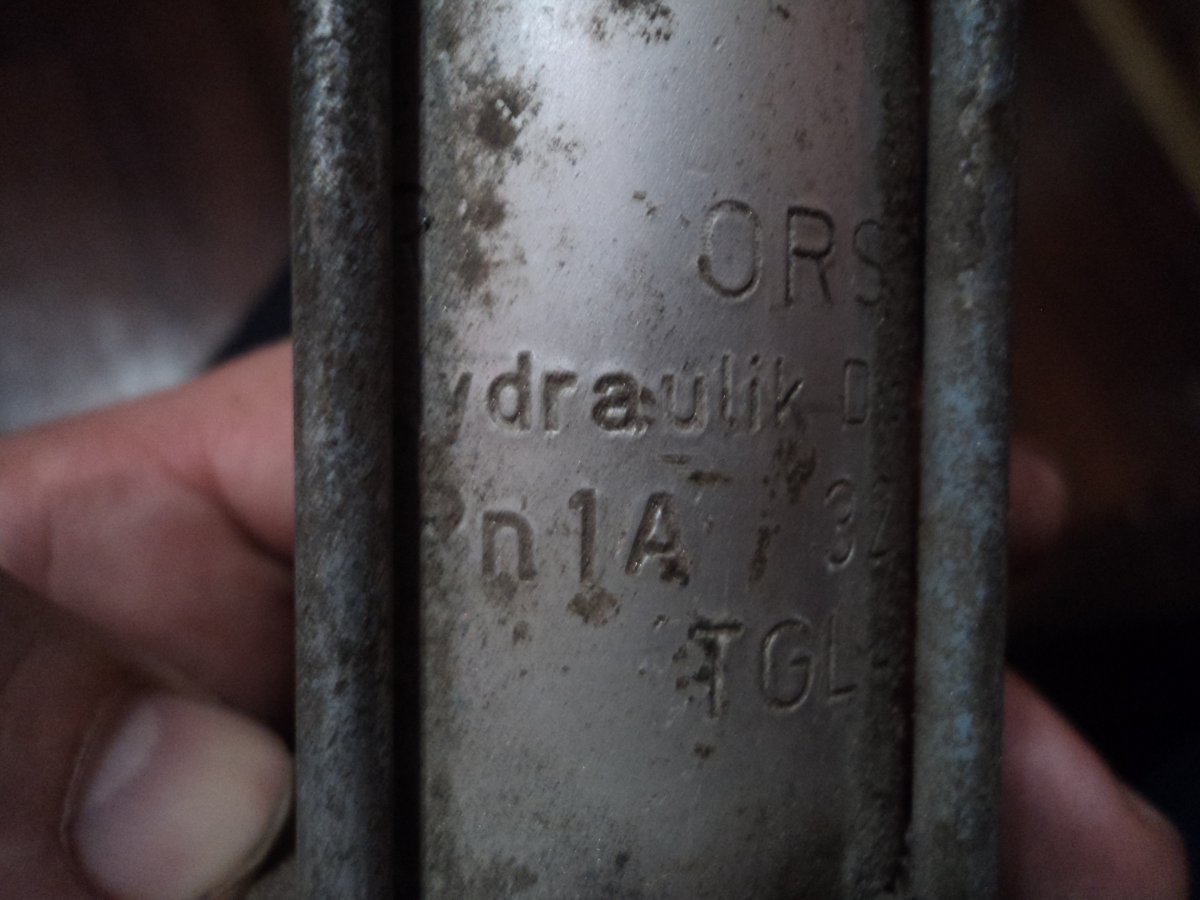 ORS
ydraulik D
n1A / 32
TGL